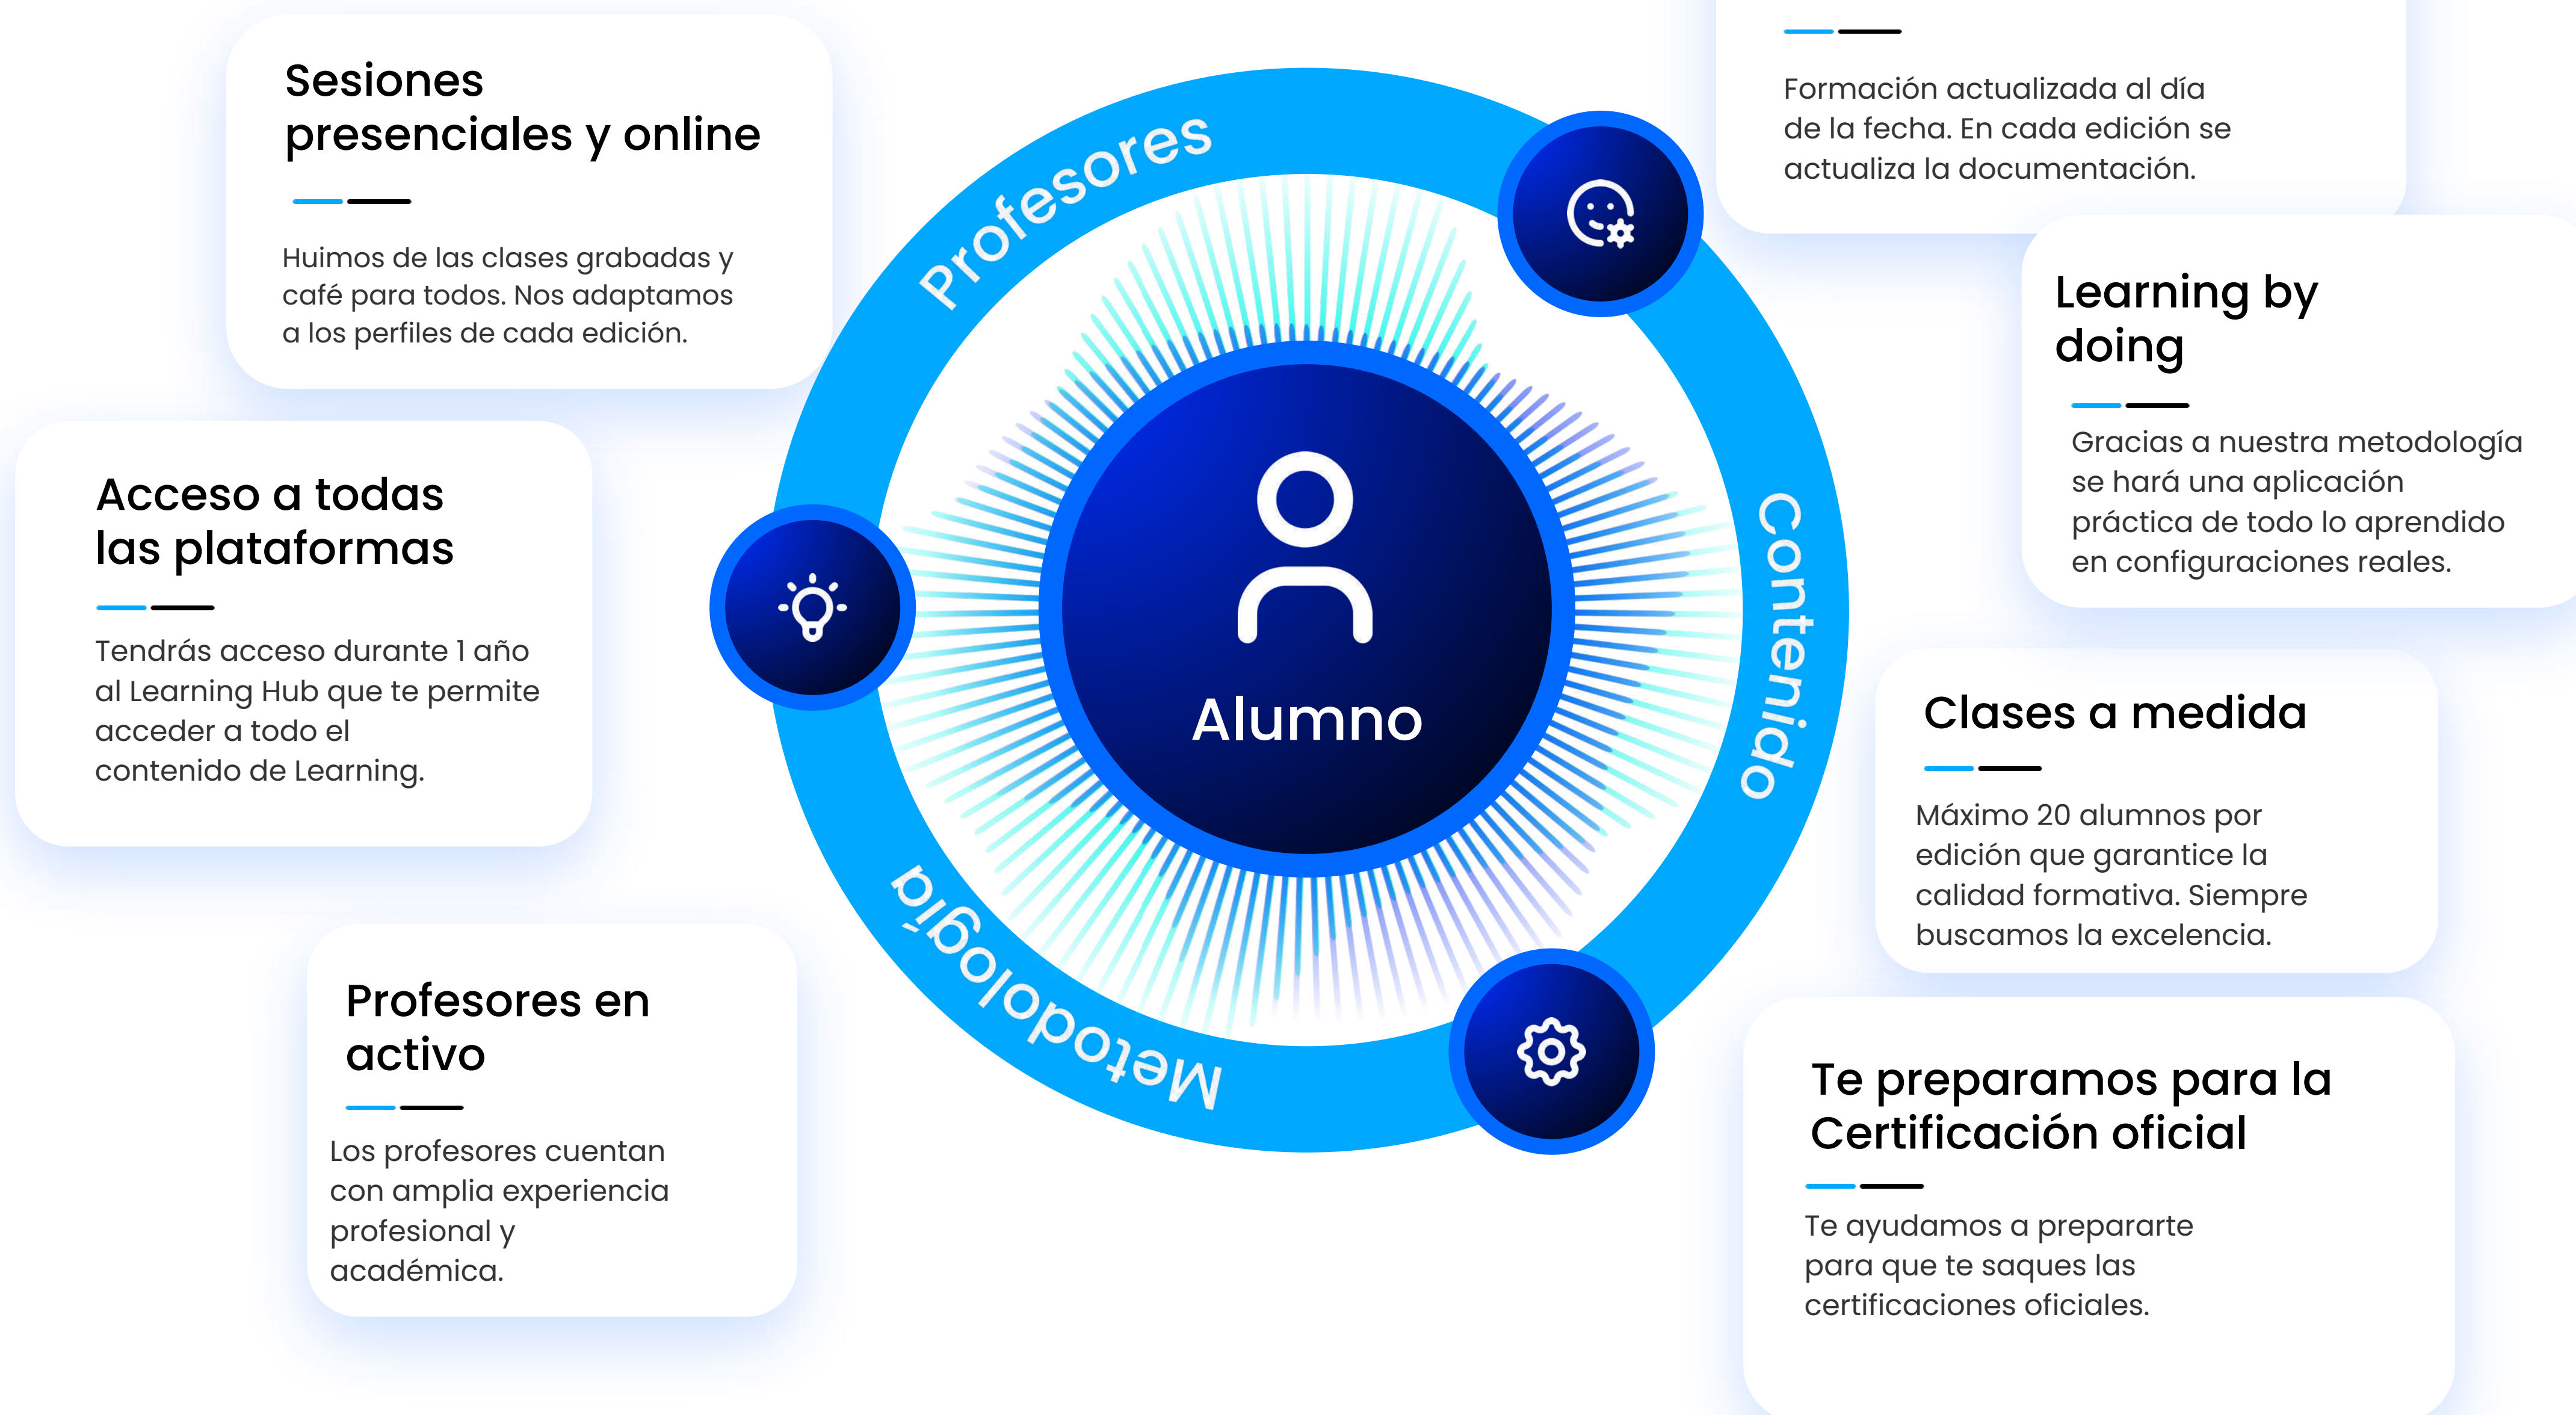 Sesiones
presenciales y online
Huimos de las clases grabadas y
café para todos. Nos adaptamos
a los perfiles de cada edición.
Acceso a todas
las plataformas
Tendrás acceso durante 1 año
al Learning Hub que te permite
acceder a todo el
contenido de Learning.
Profesores en
activo
Los profesores cuentan
con amplia experiencia
profesional y
académica.
Profesores
Contenido
Metodología
Alumno
Formación actualizada al día
de la fecha. En cada edición se
actualiza la documentación.
Learning by
doing
Gracias a nuestra metodología
se hará una aplicación
práctica de todo lo aprendido
en configuraciones reales.
Clases a medida
Máximo 20 alumnos por
edición que garantice la
calidad formativa. Siempre
buscamos la excelencia.
Te preparamos para la
Certificación oficial
Te ayudamos a prepararte
para que te saques las
certificaciones oficiales.